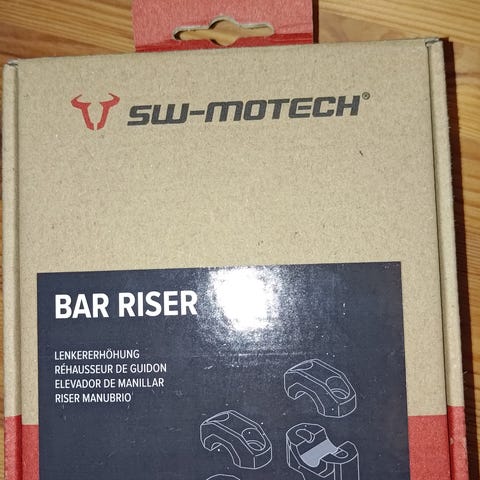 SW-MOTECH®
BAR RISER
LENKERERHÖHUNG
RÉHAUSSEUR DE GUIDON
ELEVADOR DE MANILLAR
RISER MANUBRIO